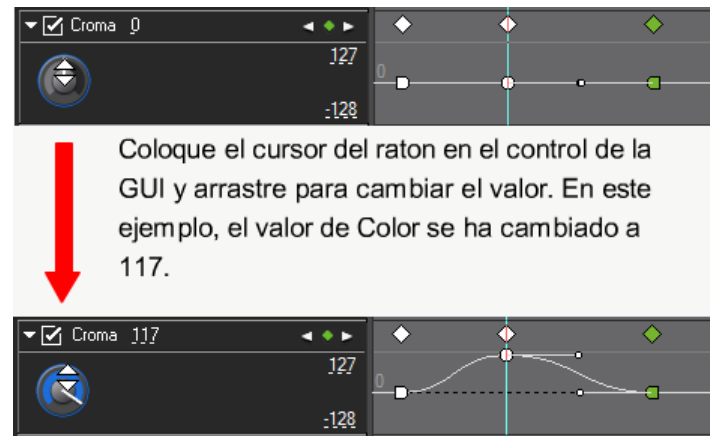 Croma 0
127
0
-128
Coloque el cursor del raton en el control de la
GUI y arrastre para cambiar el valor. En este
ejemplo, el valor de Color se ha cambiado a
117.
Croma 117
127
0
-128